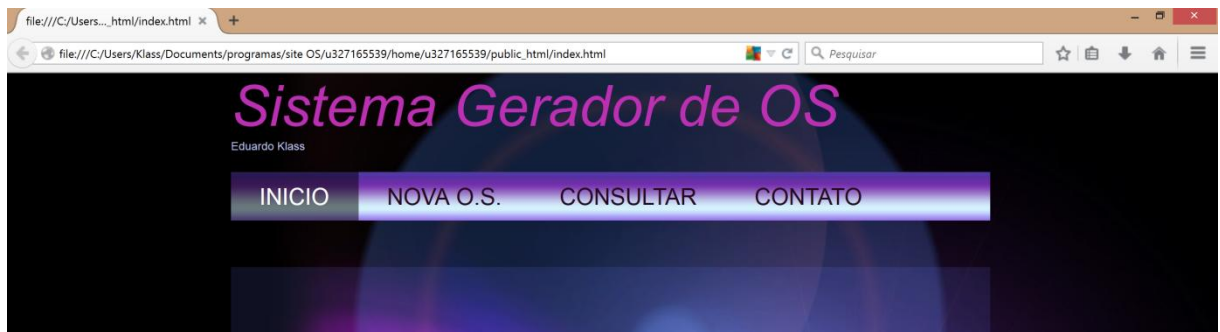 file:///C:/Users..._html/index.html
file:///C:/Users/Klass/Documents/programas/site OS/u327165539/home/u327165539/public_html/index.html
Pesquisar
Sistema Gerador de OS
Eduardo Klass
INICIO NOVA O.S. CONSULTAR CONTATO